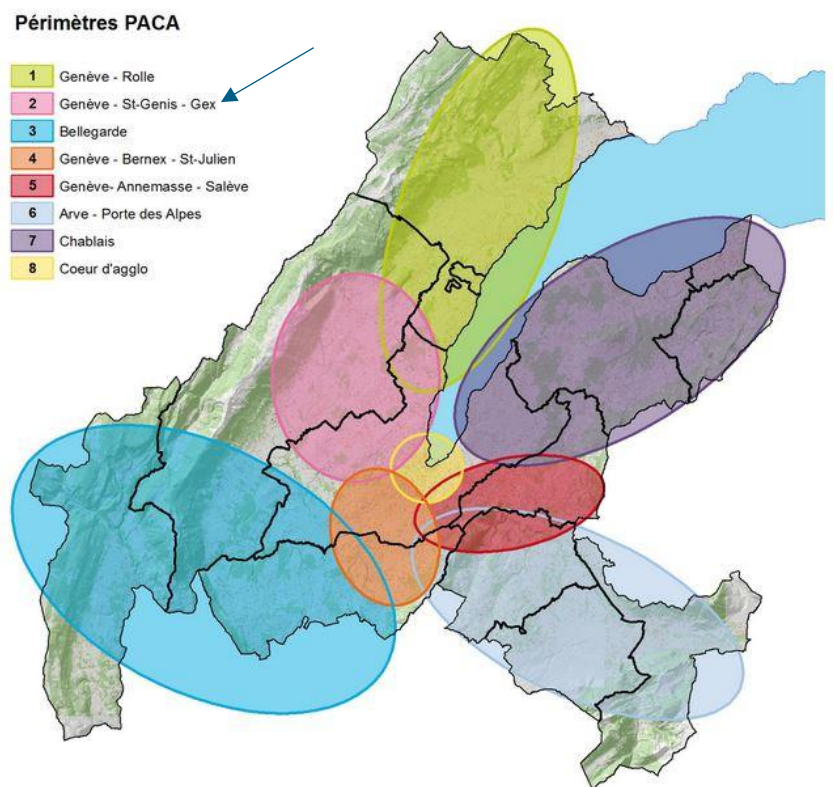 Périmètres PACA
1 Genève - Rolle
2 Genève - St-Genis - Gex
3 Bellegarde
4 Genève - Bernex - St-Julien
5 Genève- Annemasse - Salève
6 Arve - Porte des Alpes
7 Chablais
8 Coeur d'agglo